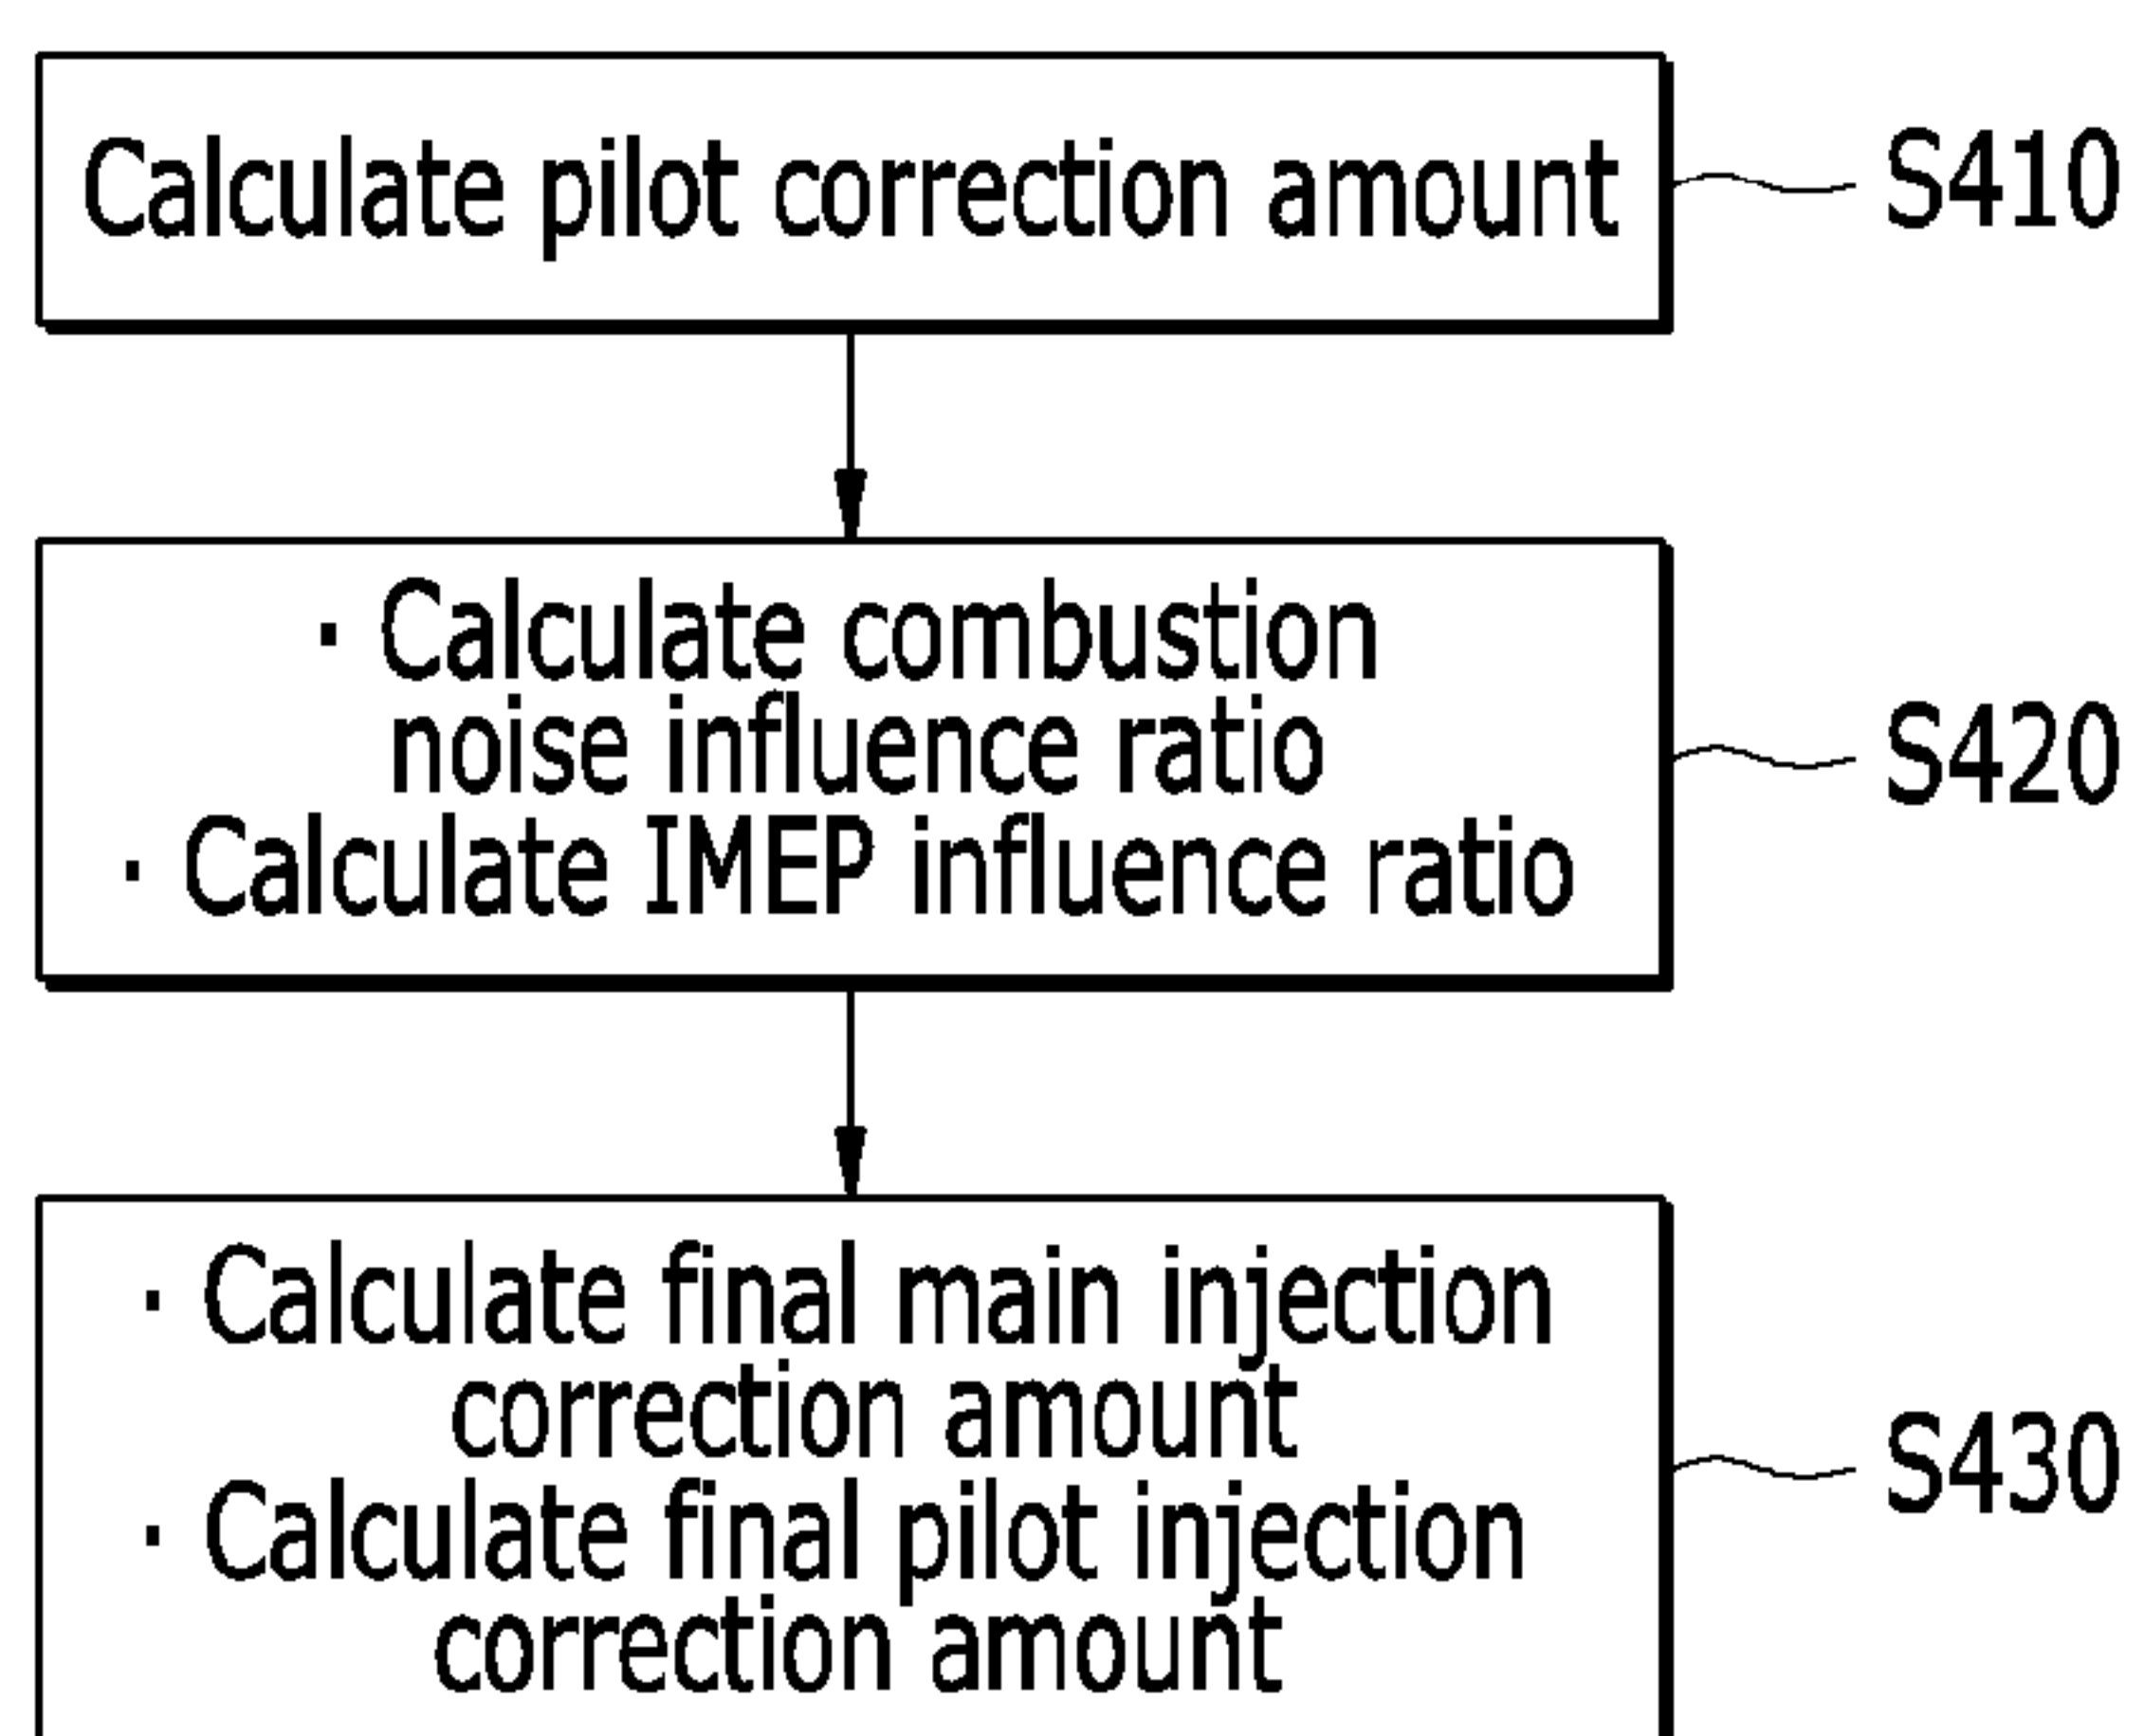 Calculate pilot correction amount
S410
· Calculate combustion
noise influence ratio
· Calculate IMEP influence ratio
S420
· Calculate final main injection
correction amount
· Calculate final pilot injection
correction amount
S430